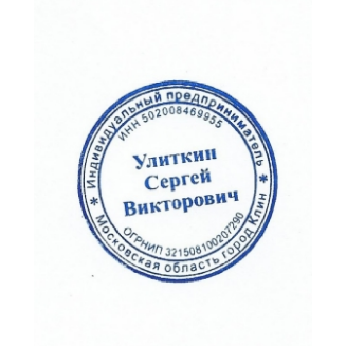 * Индивидуальный предприниматель *
ИНН 502008469955
Улиткин
Сергей
Викторович
ОГРНИП 321508100207290
Московская область город Клин